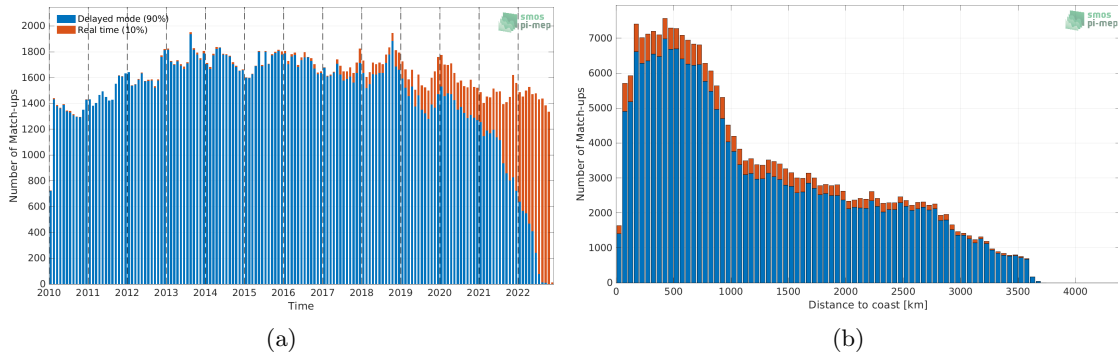 Delayed mode (90%)
Real time (10%)
smos
pi-mep
Number of Match-ups
2000
1800
1600
1400
1200
1000
800
600
400
200
0
2010 2011 2012 2013 2014 2015 2016 2017 2018 2019 2020 2021 2022
Time
(a)
smos
pi-mep
Number of Match-ups
7000
6000
5000
4000
3000
2000
1000
0
0 500 1000 1500 2000 2500 3000 3500 4000
Distance to coast [km]
(b)